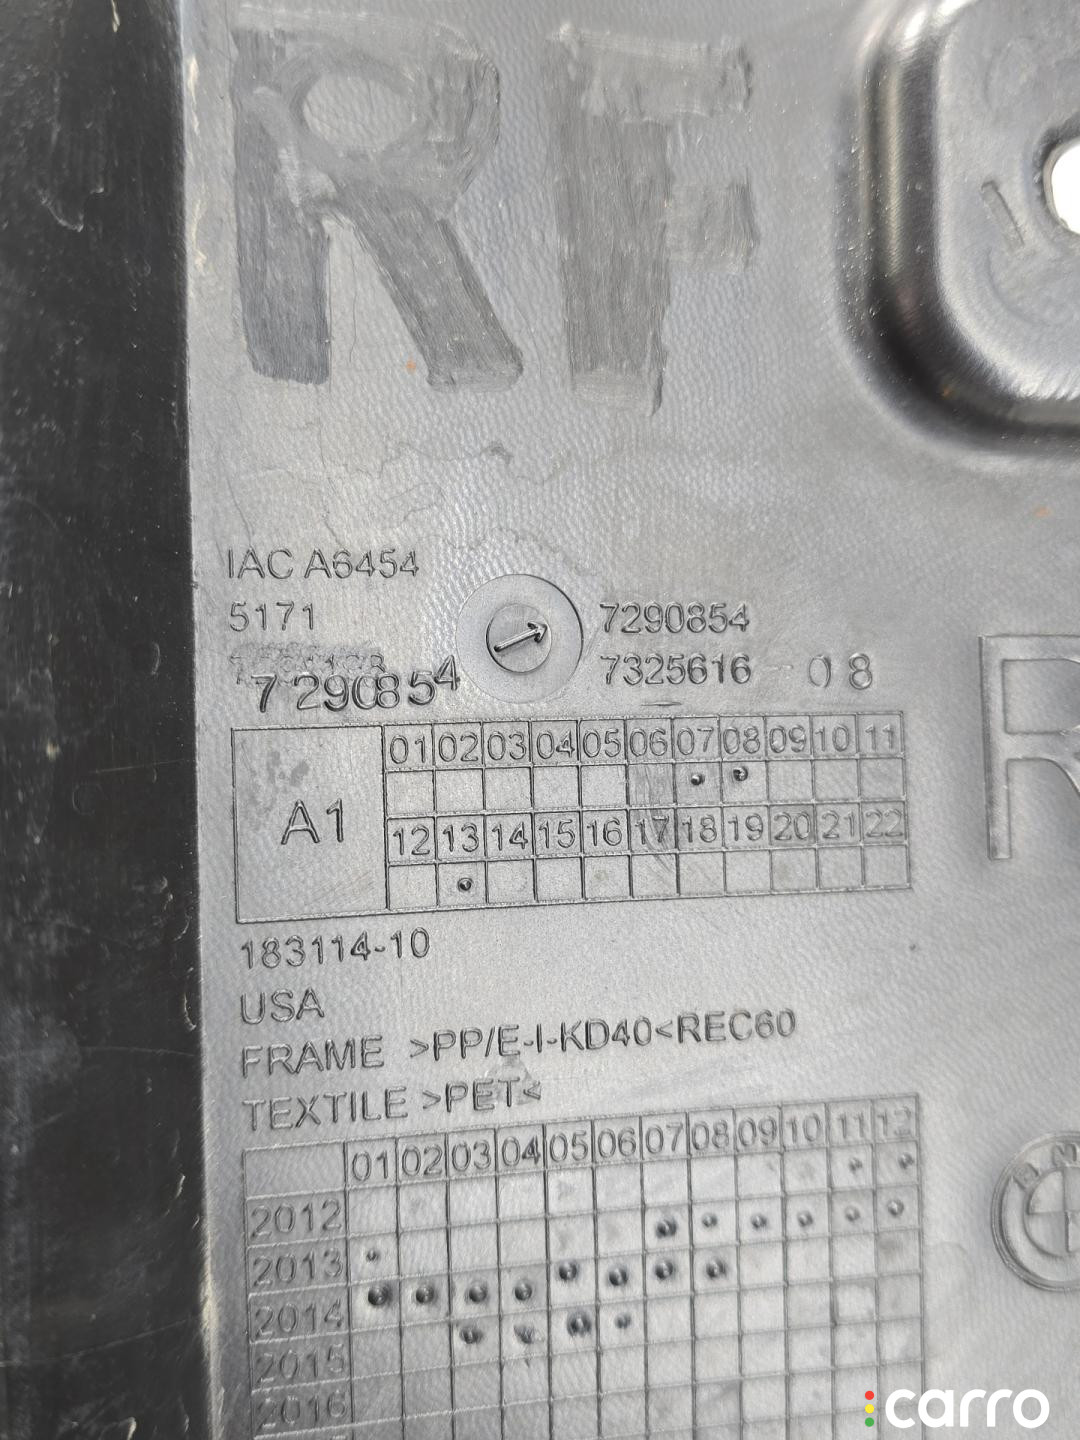 RF
IAC A6454
5171
7290854
7290854
7325616 - 08
R
A1
01 02 03 04 05 06 07 08 09 10 11
12 13 14 15 16 17 18 19 20 21 22
183114-10
USA
FRAME >PP/E-I-KD40<REC60
TEXTILE >PET<
01 02 03 04 05 06 07 08 09 10 11 12
2012
2013
2014
2015
2016
carro